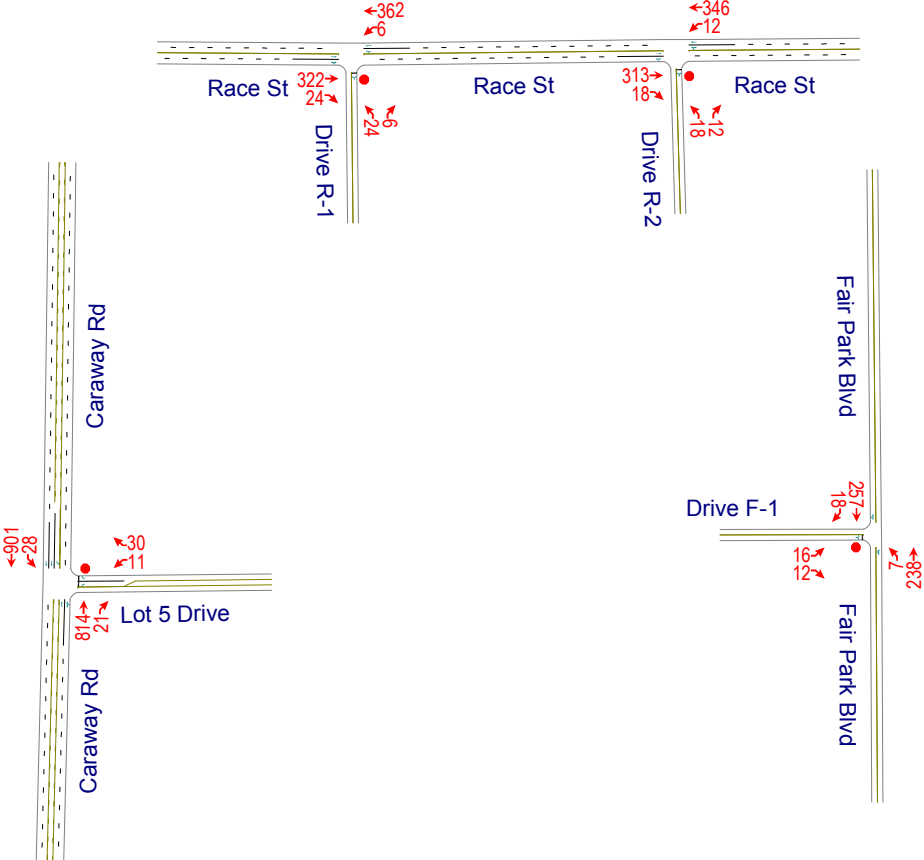 362
6
346
12
Race St
322
24
Race St
313
18
Race St
24
6
18
12
Drive R-1
Drive R-2
Caraway Rd
Fair Park Blvd
257
18
Drive F-1
901
28
30
11
16
12
7
238
814
21
Lot 5 Drive
Fair Park Blvd
Caraway Rd